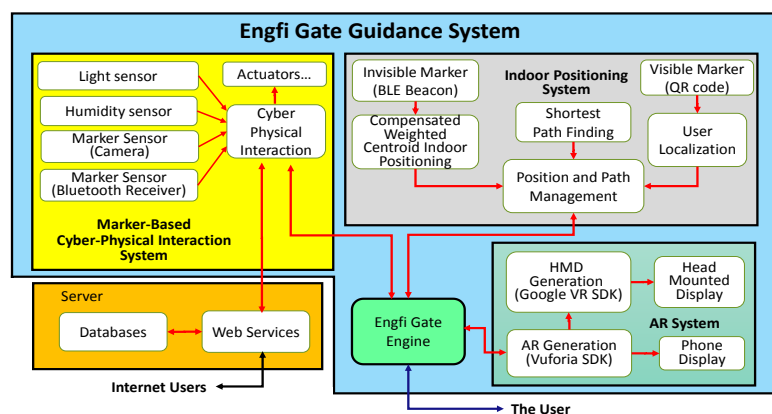 Engfi Gate Guidance System
Light sensor
Humidity sensor
Marker Sensor
(Camera)
Marker Sensor
(Bluetooth Receiver)
Actuators...
Cyber
Physical
Interaction
Marker-Based
Cyber-Physical Interaction
System
Invisible Marker
(BLE Beacon)
Indoor Positioning
System
Visible Marker
(QR code)
Compensated
Weighted
Centroid Indoor
Positioning
Shortest
Path Finding
User
Localization
Position and Path
Management
Server
Databases
Web Services
Internet Users
Engfi Gate
Engine
The User
HMD
Generation
(Google VR SDK)
Head
Mounted
Display
AR System
AR Generation
(Vuforia SDK)
Phone
Display